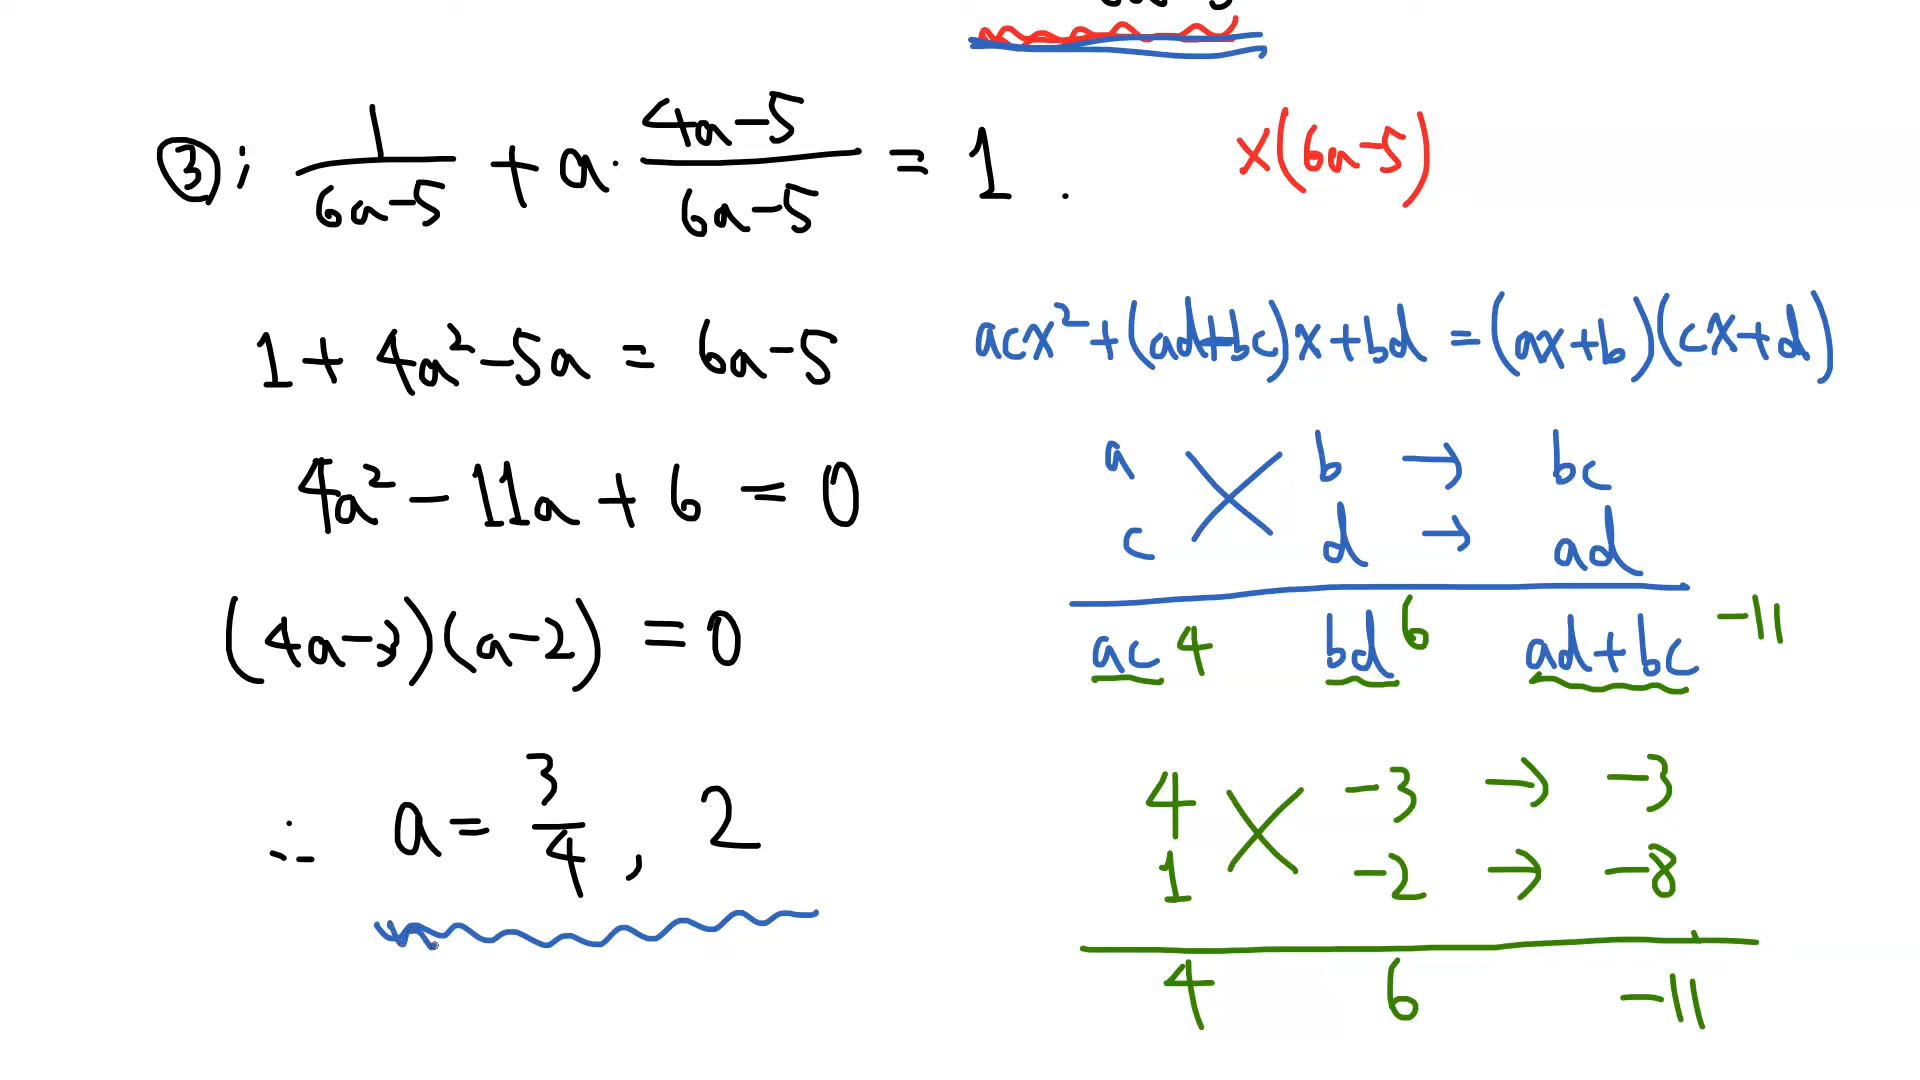 ③; 1/(6a-5) + a · (4a-5)/(6a-5) = 1 .
×(6a-5)
1 + 4a² - 5a = 6a - 5
4a² - 11a + 6 = 0
(4a-3)(a-2) = 0
∴ a = 3/4 , 2
acx² + (ad+bc)x + bd = (ax+b)(cx+d)
a × b → bc
c d → ad
ac 4 bd 6 ad+bc -11
4 × -3 → -3
1 -2 → -8
4 6 -11